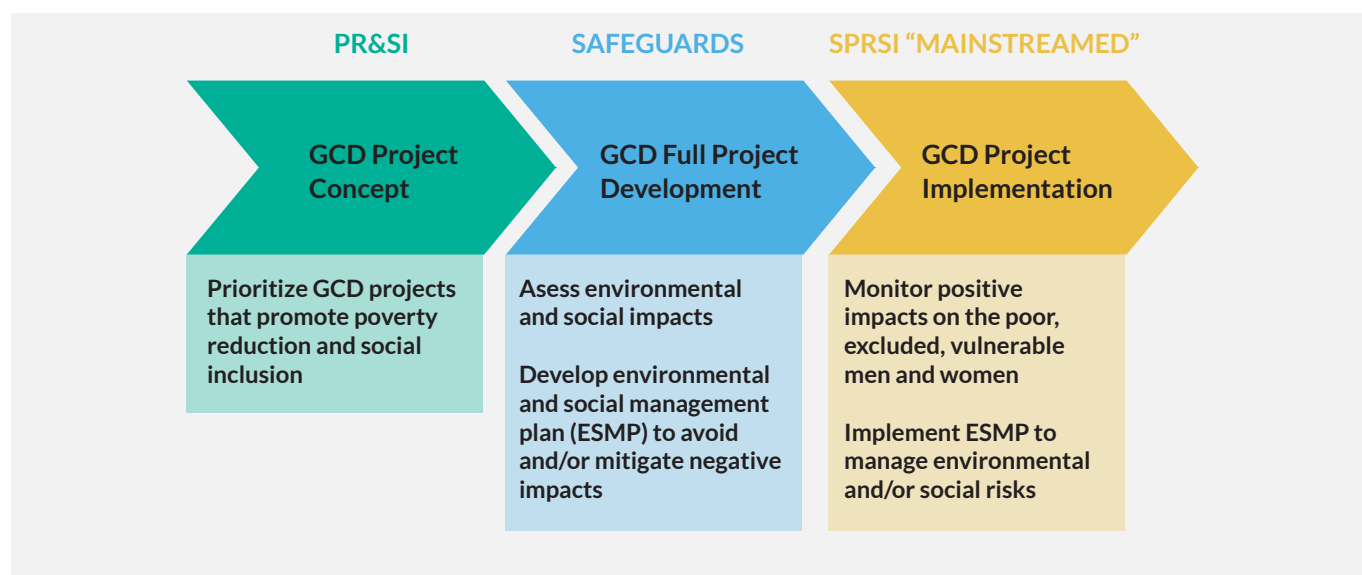 PR&SI
SAFEGUARDS
SPRSI “MAINSTREAMED”
GCD Project
Concept
GCD Full Project
Development
GCD Project
Implementation
Prioritize GCD projects
that promote poverty
reduction and social
inclusion
Asess environmental
and social impacts
Develop environmental
and social management
plan (ESMP) to avoid
and/or mitigate negative
impacts
Monitor positive
impacts on the poor,
excluded, vulnerable
men and women
Implement ESMP to
manage environmental
and/or social risks